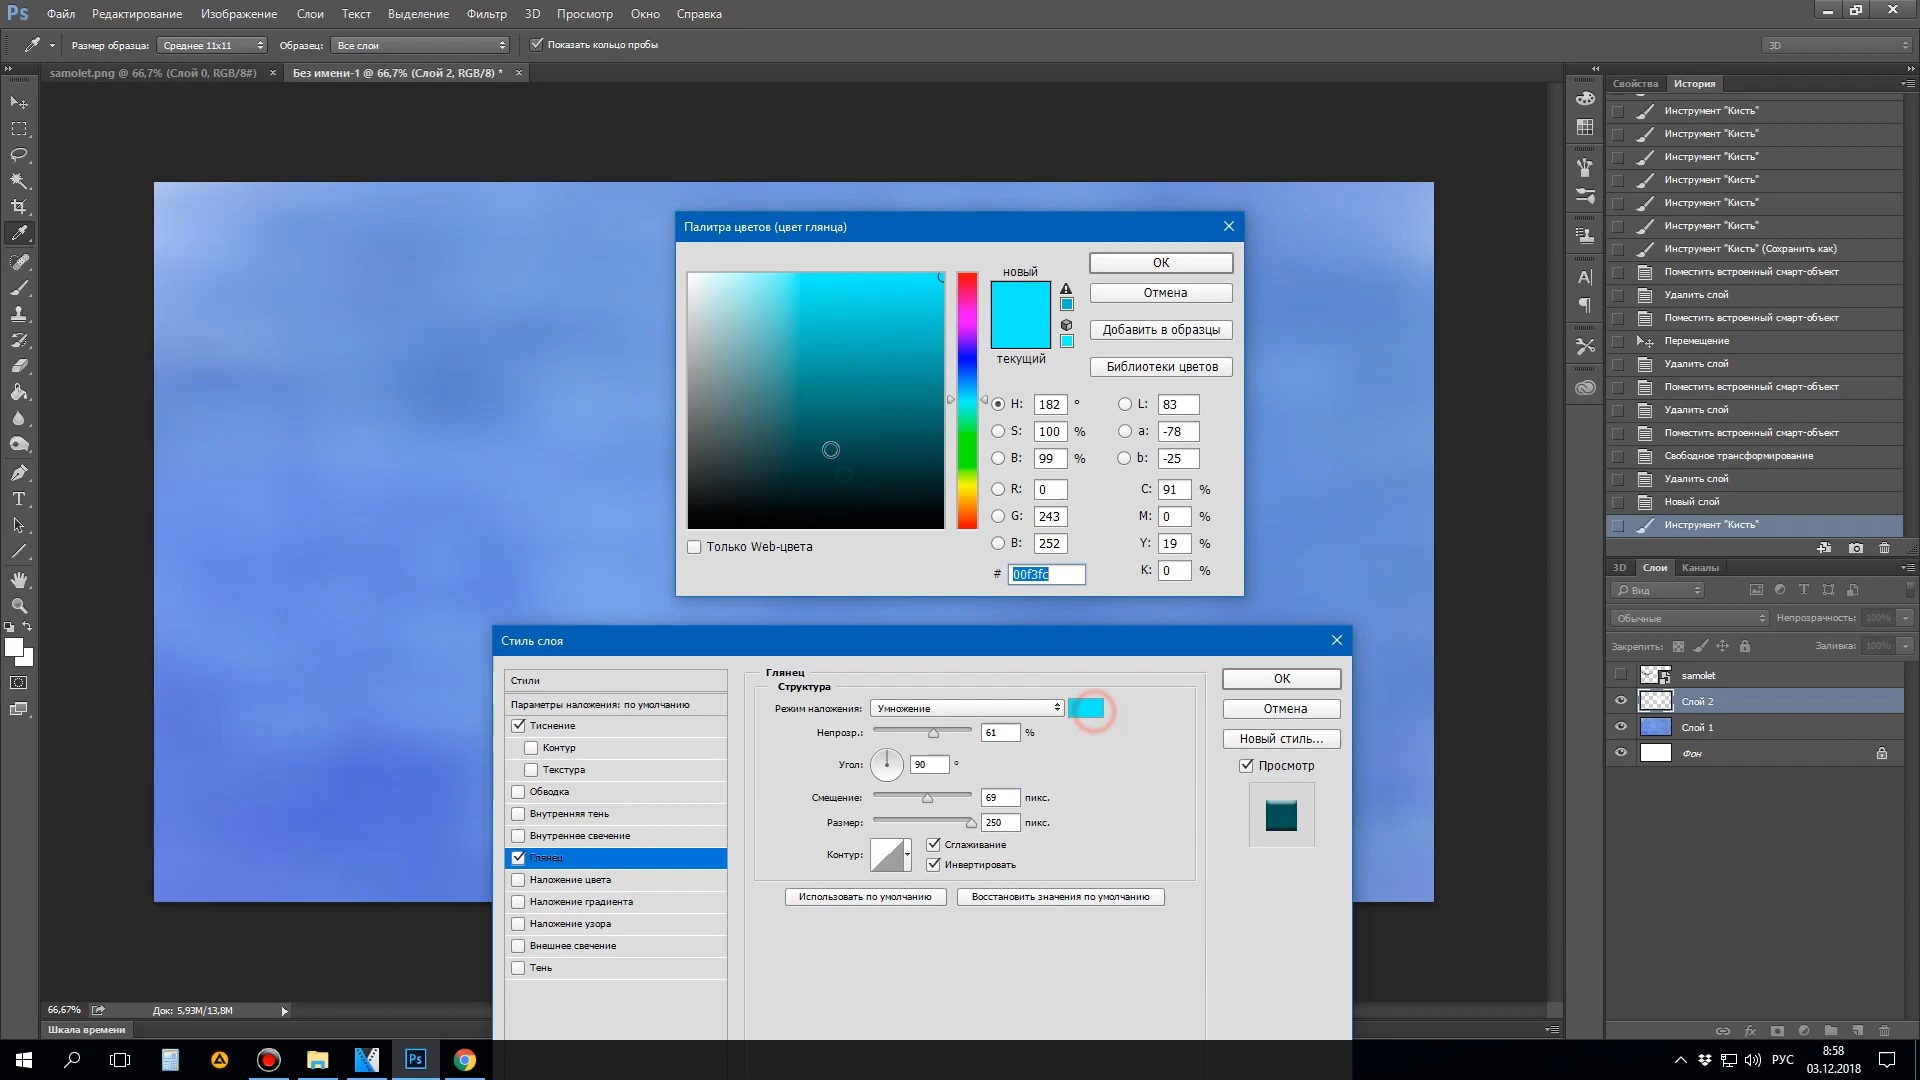 Ps Файл Редактирование Изображение Слои Текст Выделение Фильтр 3D Просмотр Окно Справка
Размер образца: Среднее 11x11 Образец: Все слои Показать кольцо пробы 3D
samolet.png @ 66,7% (Слой 0, RGB/8#) × Без имени-1 @ 66,7% (Слой 2, RGB/8) * ×
Свойства История
Инструмент "Кисть"
Инструмент "Кисть"
Инструмент "Кисть"
Инструмент "Кисть"
Инструмент "Кисть"
Инструмент "Кисть"
Инструмент "Кисть" (Сохранить как)
Поместить встроенный смарт-объект
Удалить слой
Поместить встроенный смарт-объект
Перемещение
Удалить слой
Поместить встроенный смарт-объект
Удалить слой
Поместить встроенный смарт-объект
Свободное трансформирование
Удалить слой
Новый слой
Инструмент "Кисть"
3D Слои Каналы
Вид
Обычные Непрозрачность: 100%
Закрепить: Заливка: 100%
samolet
Слой 2
Слой 1
Фон
Палитра цветов (цвет глянца)
новый
текущий
ОК
Отмена
Добавить в образцы
Библиотеки цветов
H: 182 ° L: 83
S: 100 % a: -78
B: 99 % b: -25
R: 0 C: 91 %
G: 243 M: 0 %
B: 252 Y: 19 %
# 00f3fc K: 0 %
Только Web-цвета
Стиль слоя
Стили
Параметры наложения: по умолчанию
Тиснение
Контур
Текстура
Обводка
Внутренняя тень
Внутреннее свечение
Глянец
Наложение цвета
Наложение градиента
Наложение узора
Внешнее свечение
Тень
Глянец
Структура
Режим наложения: Умножение
Непрозр.: 61 %
Угол: 90 °
Смещение: 69 пикс.
Размер: 250 пикс.
Контур: Сглаживание
Инвертировать
Использовать по умолчанию Восстановить значения по умолчанию
ОК
Отмена
Новый стиль...
Просмотр
66,67% Док: 5,93M/13,8M
Шкала времени
Ps РУС 8:58
03.12.2018